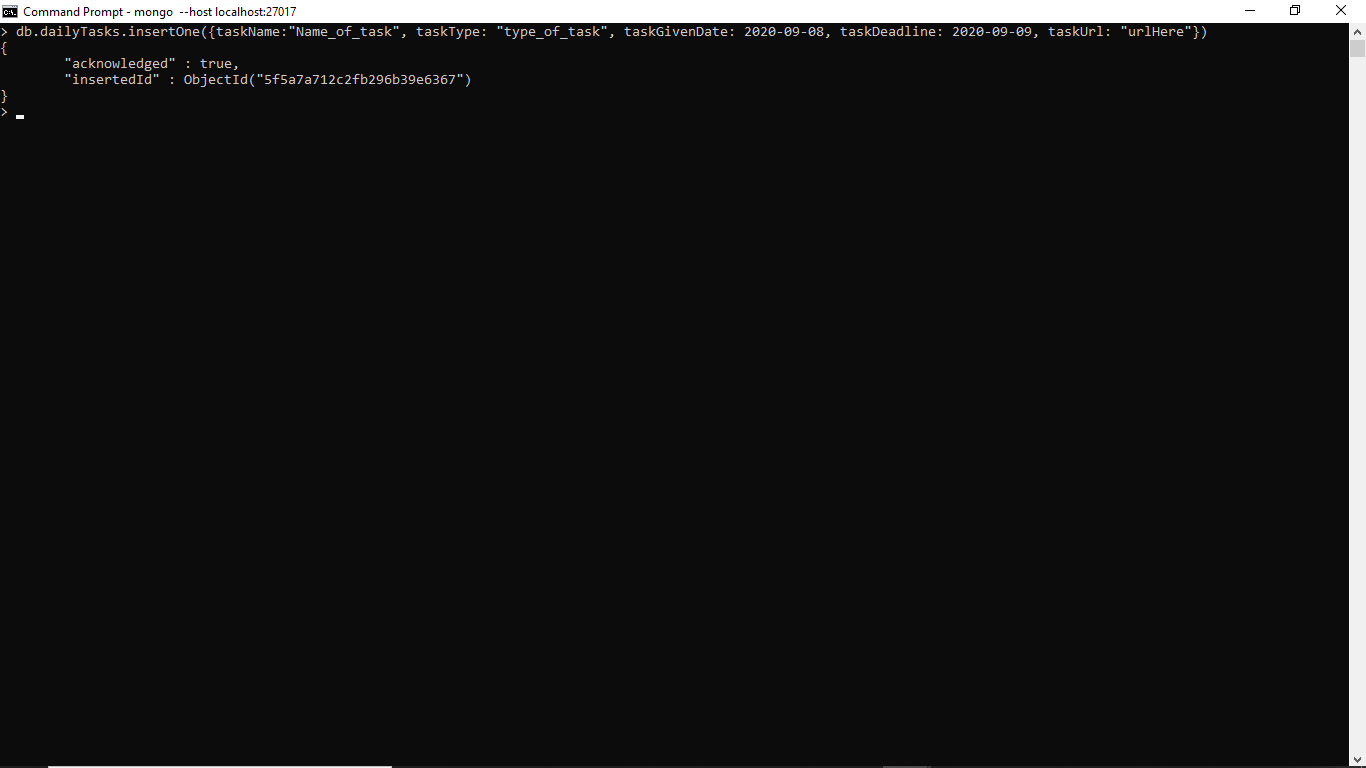 Command Prompt - mongo  --host localhost:27017
> db.dailyTasks.insertOne({taskName:"Name_of_task", taskType: "type_of_task", taskGivenDate: 2020-09-08, taskDeadline: 2020-09-09, taskUrl: "urlHere"})
{
        "acknowledged" : true,
        "insertedId" : ObjectId("5f5a7a712c2fb296b39e6367")
}
>